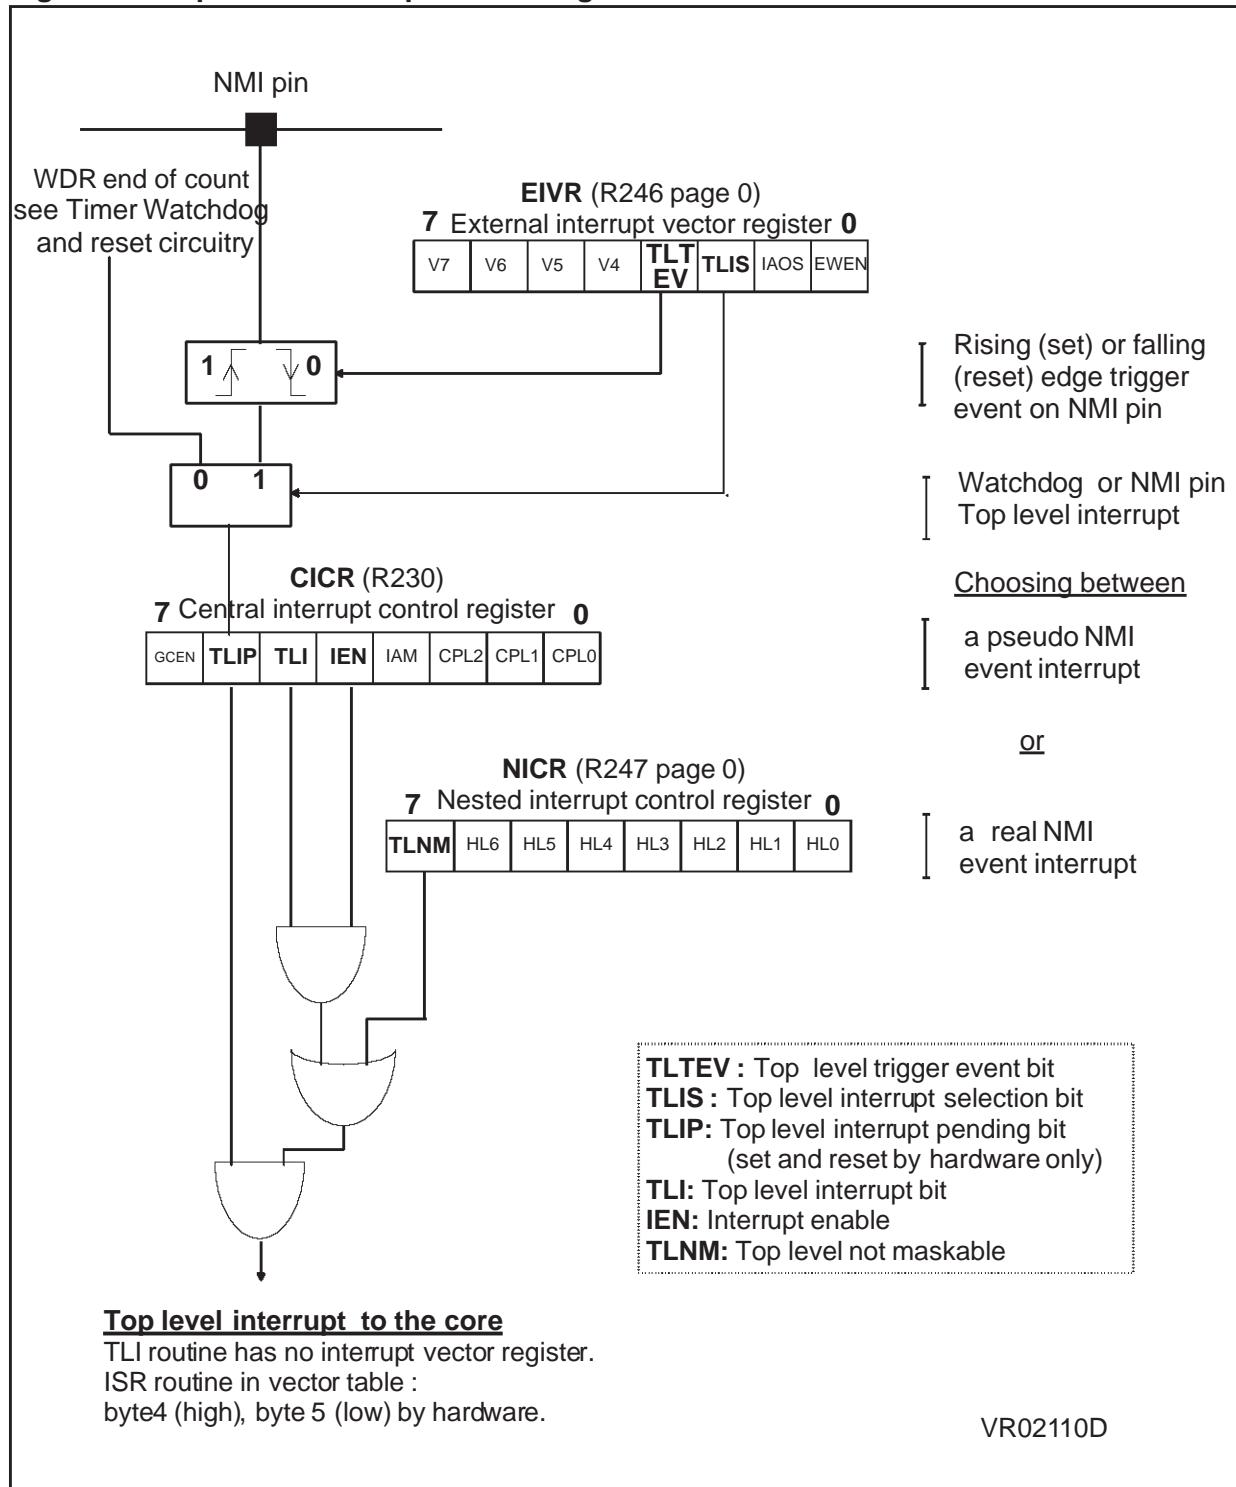 NMI pin
WDR end of count
see Timer Watchdog
and reset circuitry
EIVR (R246 page 0)
7 External interrupt vector register 0
V7 V6 V5 V4 TLT EV TLIS IAOS EWEN
1 0
0 1
Rising (set) or falling
(reset) edge trigger
event on NMI pin
Watchdog or NMI pin
Top level interrupt
CICR (R230)
7 Central interrupt control register 0
GCEN TLIP TLI IEN IAM CPL2 CPL1 CPL0
Choosing between
a pseudo NMI
event interrupt
or
a real NMI
event interrupt
NICR (R247 page 0)
7 Nested interrupt control register 0
TLNM HL6 HL5 HL4 HL3 HL2 HL1 HL0
TLTEV : Top level trigger event bit
TLIS : Top level interrupt selection bit
TLIP: Top level interrupt pending bit
(set and reset by hardware only)
TLI: Top level interrupt bit
IEN: Interrupt enable
TLNM: Top level not maskable
Top level interrupt to the core
TLI routine has no interrupt vector register.
ISR routine in vector table :
byte4 (high), byte 5 (low) by hardware.
VR02110D